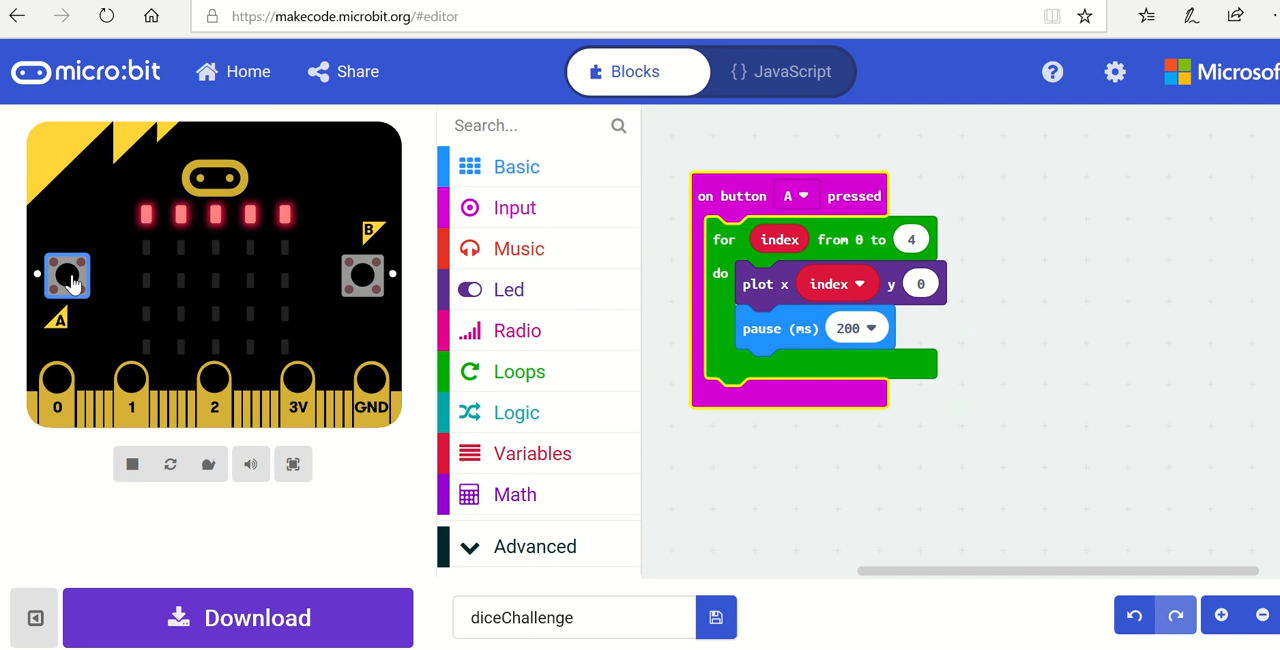 https://makecode.microbit.org/#editor
micro:bit Home Share Blocks {} JavaScript ? Microsof
Search...
Basic
Input
Music
Led
Radio
Loops
Logic
Variables
Math
Advanced
B
A
0 1 2 3V GND
on button A pressed
for index from 0 to 4
do
plot x index y 0
pause (ms) 200
Download
diceChallenge